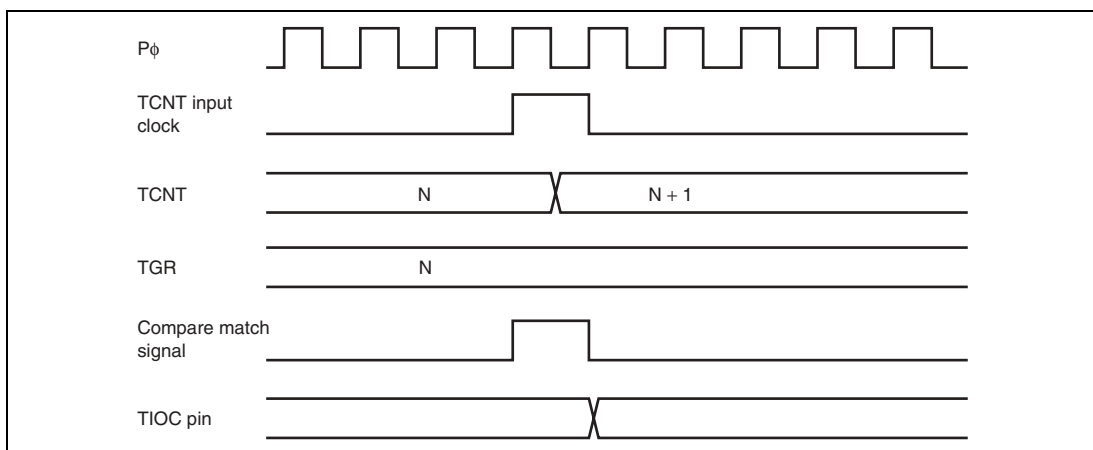 Pϕ
TCNT input
clock
TCNT
N
N + 1
TGR
N
Compare match
signal
TIOC pin